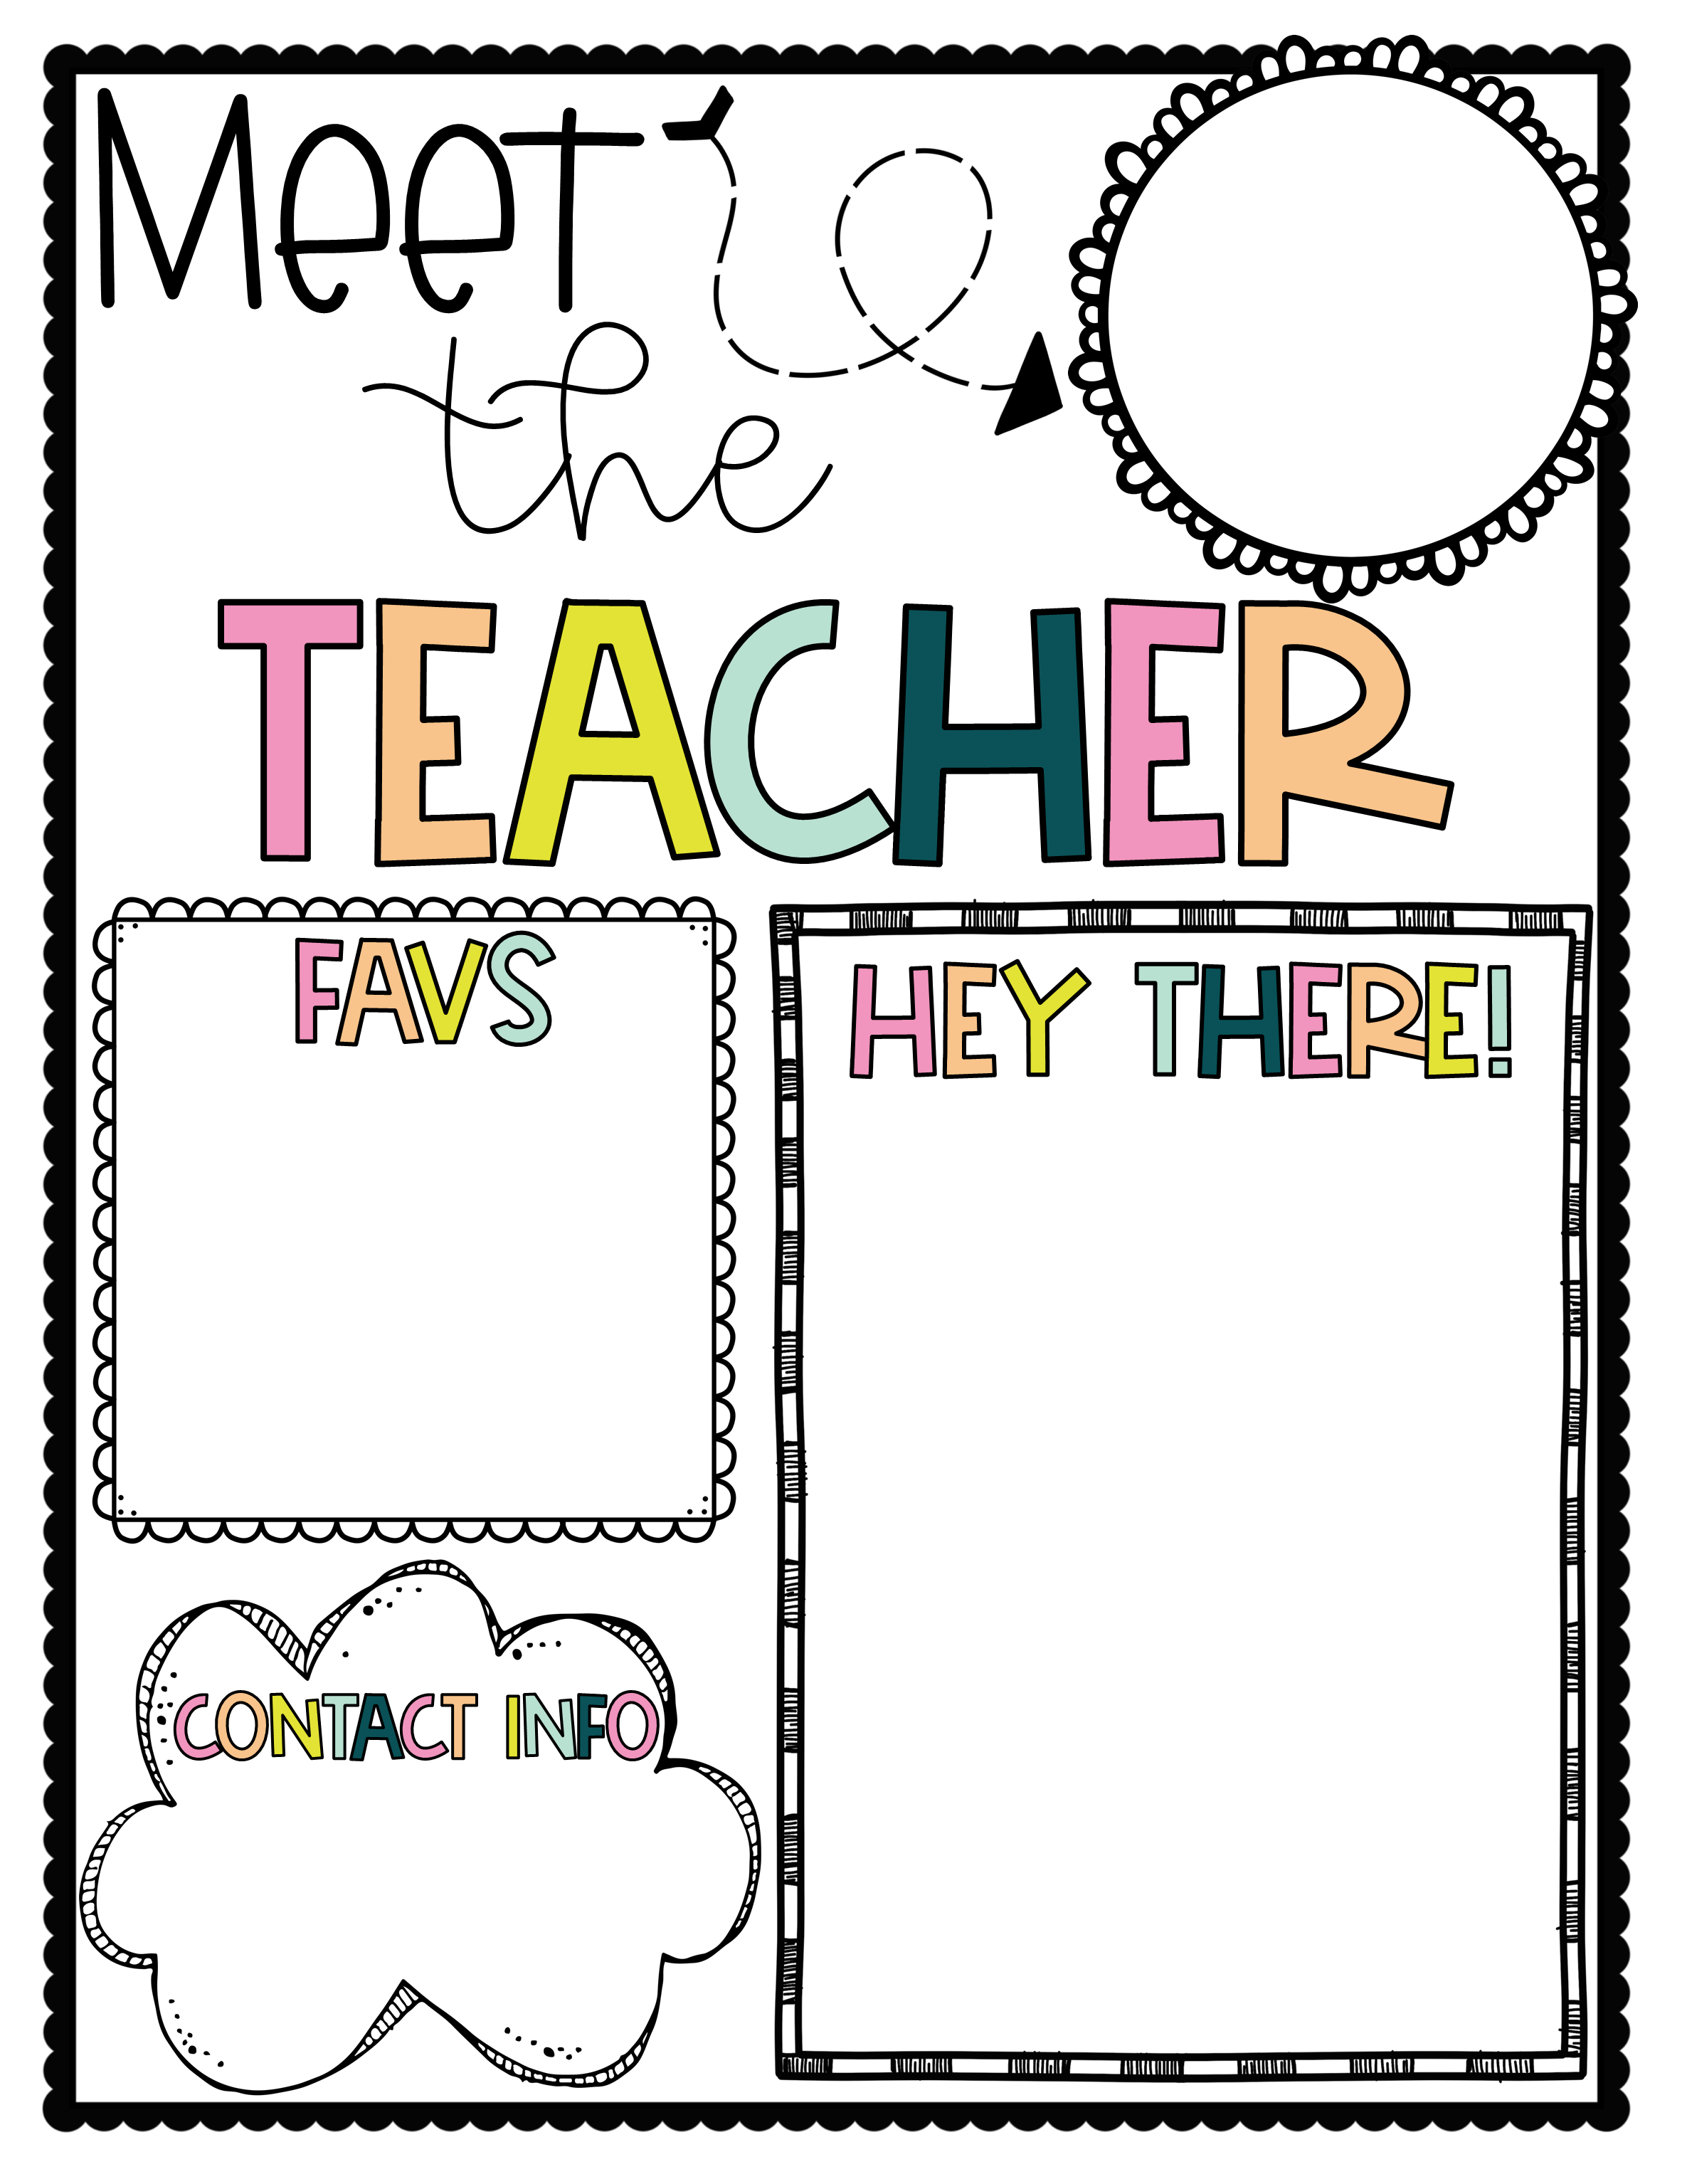 Meet
the
TEACHER
FAVS
HEY THERE!
CONTACT INFO